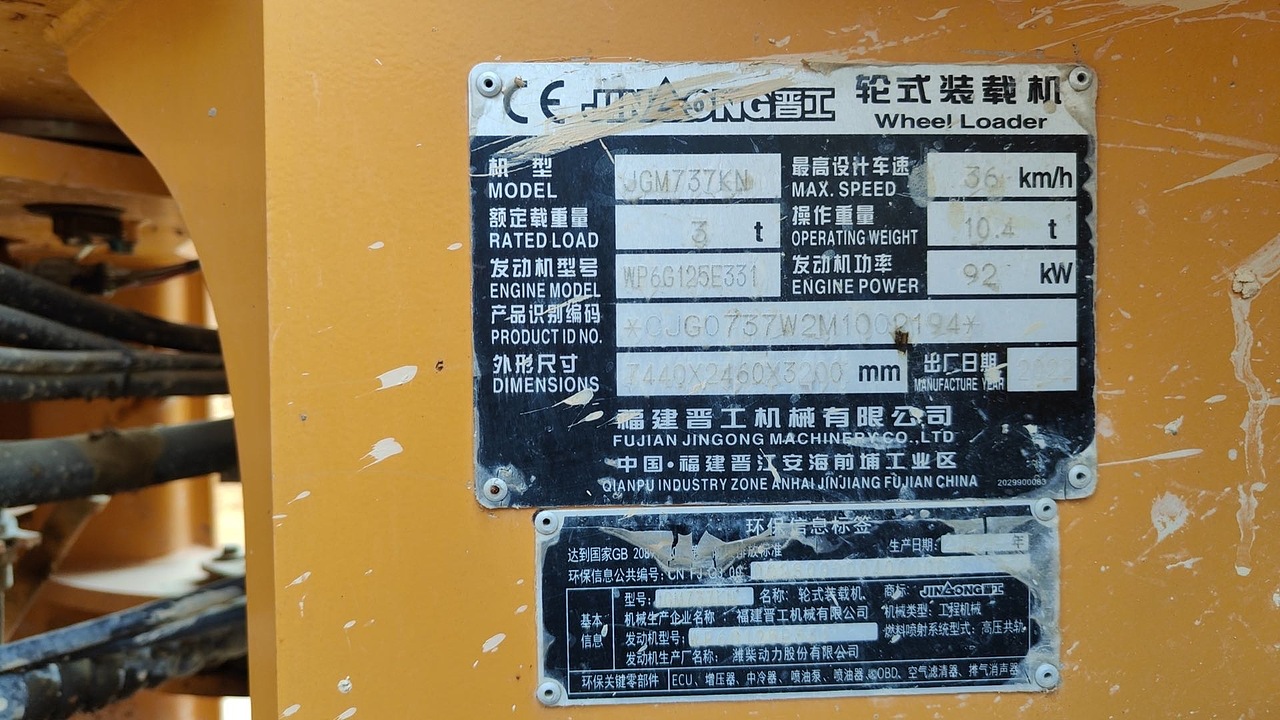 CE JINGONG晋工 轮式装载机
Wheel Loader
机型 JGM737KN 最高设计车速 36 km/h
MODEL MAX. SPEED
额定载重量 3 t 操作重量 10.4 t
RATED LOAD OPERATING WEIGHT
发动机型号 WP6G125E331 发动机功率 92 kW
ENGINE MODEL ENGINE POWER
产品识别编码
PRODUCT ID NO.
外形尺寸 7440X2460X3200 mm 出厂日期
DIMENSIONS MANUFACTURE YEAR
福建晋工机械有限公司
FUJIAN JINGONG MACHINERY CO.,LTD
中国·福建晋江安海前埔工业区
QIANPU INDUSTRY ZONE ANHAI JINJIANG FUJIAN CHINA 2029900083
环保信息标签
达到国家GB 排放标准 生产日期: 年
环保信息公共编号: CN FJ
型号: 名称: 轮式装载机 商标: JINGONG晋工
基本信息 机械生产企业名称: 福建晋工机械有限公司 机械类型: 工程机械
发动机型号: 燃料喷射系统型式: 高压共轨
发动机生产厂名称: 潍柴动力股份有限公司
环保关键零部件 ECU、增压器、中冷器、喷油泵、喷油器、OBD、空气滤清器、排气消声器